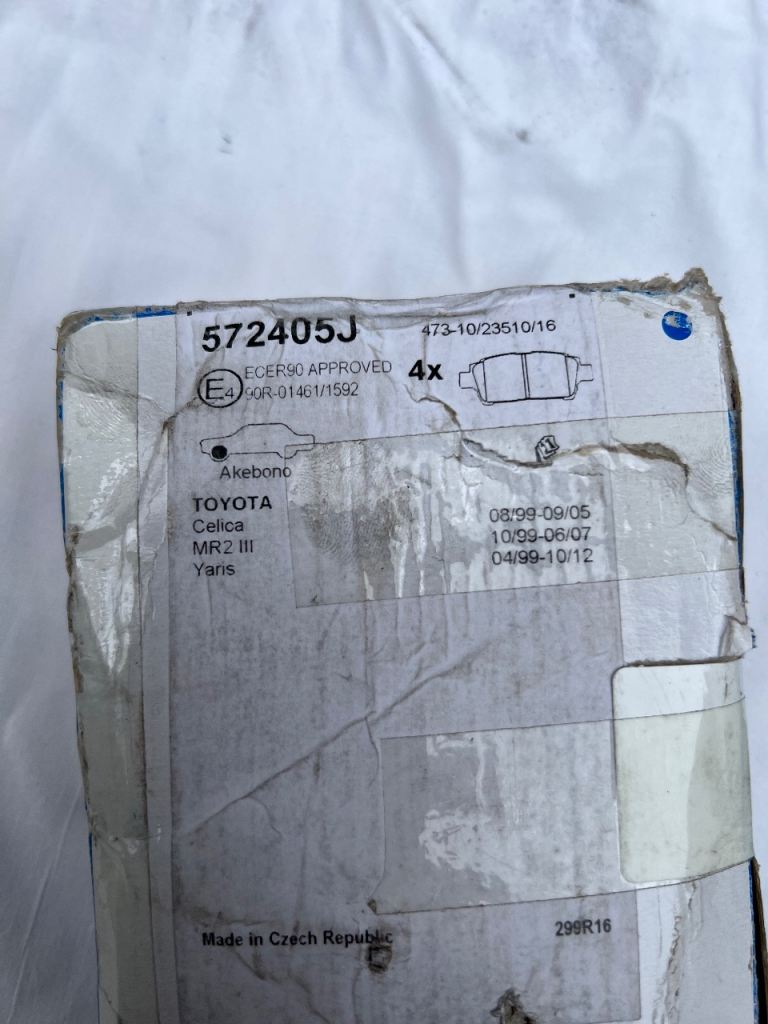 572405J
473-10/23510/16
E4
ECER90 APPROVED
90R-01461/1592
4x
Akebono
TOYOTA
Celica 08/99-09/05
MR2 III 10/99-06/07
Yaris 04/99-10/12
Made in Czech Republic
299R16